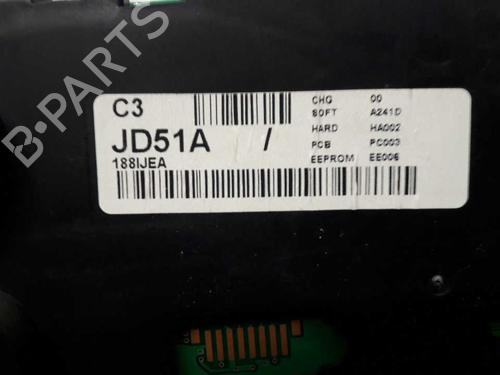 C3
JD51A /
188IJEA
CHG 00
SOFT A241D
HARD HA002
PCB PC003
EEPROM EE006
B-PARTS